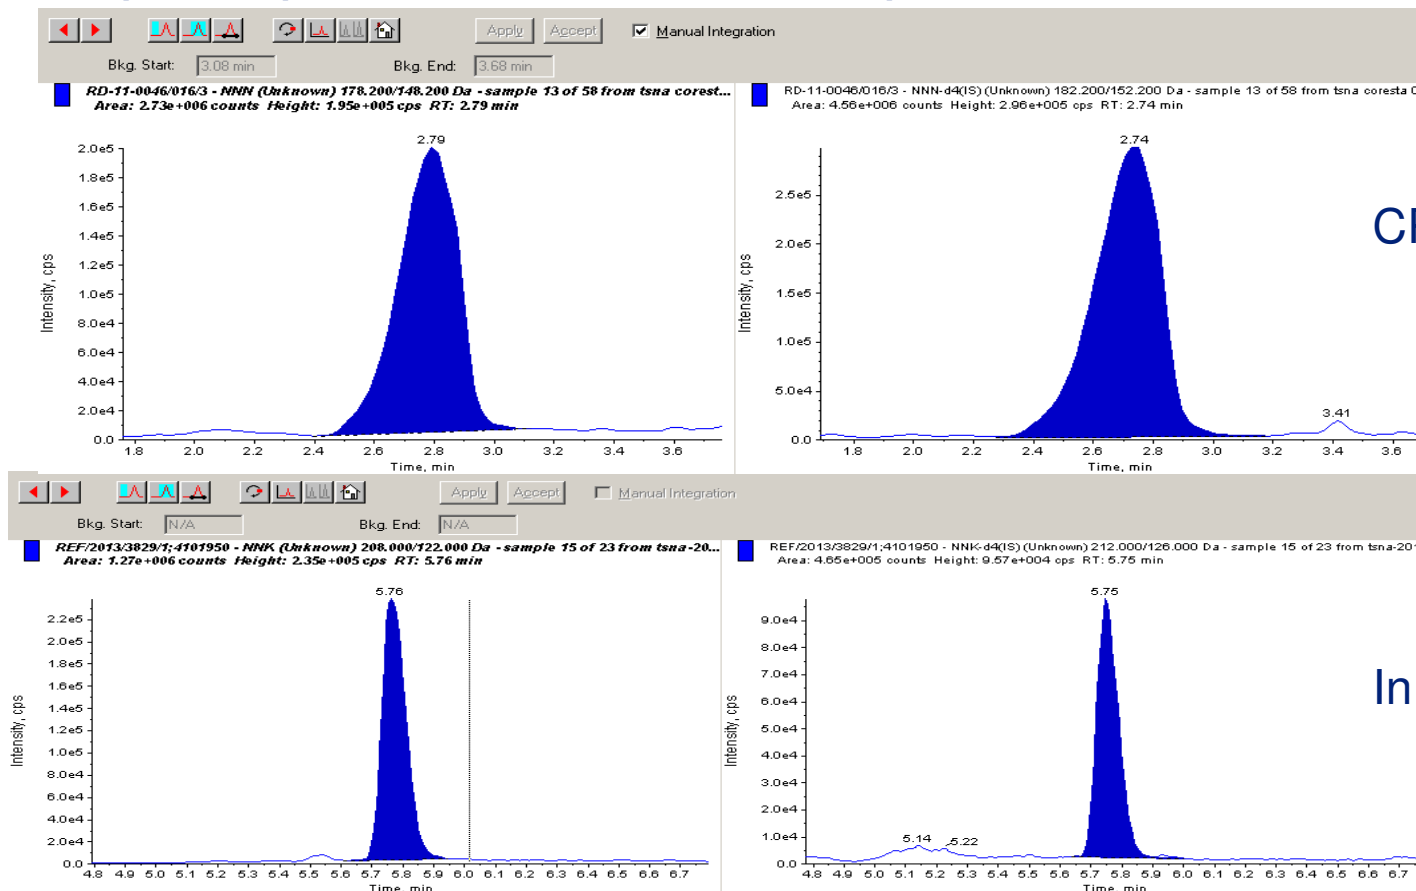 Apply Accept Manual Integration
Bkg. Start: 3.08 min Bkg. End: 3.68 min
RD-11-0046/016/3 - NNN (Unknown) 178.200/148.200 Da - sample 13 of 58 from tsna corest...
Area: 2.73e+006 counts Height: 1.95e+005 cps RT: 2.79 min
2.79
2.0e5
1.8e5
1.6e5
1.4e5
1.2e5
1.0e5
8.0e4
6.0e4
4.0e4
2.0e4
0.0
Intensity, cps
1.8 2.0 2.2 2.4 2.6 2.8 3.0 3.2 3.4 3.6
Time, min
RD-11-0046/016/3 - NNN-d4(IS) (Unknown) 182.200/152.200 Da - sample 13 of 58 from tsna coresta 0
Area: 4.56e+006 counts Height: 2.96e+005 cps RT: 2.74 min
2.74
2.5e5
2.0e5
1.5e5
1.0e5
5.0e4
0.0
3.41
Intensity, cps
1.8 2.0 2.2 2.4 2.6 2.8 3.0 3.2 3.4 3.6
Time, min
Apply Accept Manual Integration
Bkg. Start: N/A Bkg. End: N/A
REF/2013/3829/1;4101950 - NNK (Unknown) 208.000/122.000 Da - sample 15 of 23 from tsna-20...
Area: 1.27e+006 counts Height: 2.35e+005 cps RT: 5.76 min
5.76
2.2e5
2.0e5
1.8e5
1.6e5
1.4e5
1.2e5
1.0e5
8.0e4
6.0e4
4.0e4
2.0e4
0.0
Intensity, cps
4.8 4.9 5.0 5.1 5.2 5.3 5.4 5.5 5.6 5.7 5.8 5.9 6.0 6.1 6.2 6.3 6.4 6.5 6.6 6.7
Time, min
REF/2013/3829/1;4101950 - NNK-d4(IS) (Unknown) 212.000/126.000 Da - sample 15 of 23 from tsna-201
Area: 4.65e+005 counts Height: 9.57e+004 cps RT: 5.75 min
5.75
9.0e4
8.0e4
7.0e4
6.0e4
5.0e4
4.0e4
3.0e4
2.0e4
1.0e4
0.0
5.14 5.22
Intensity, cps
4.8 4.9 5.0 5.1 5.2 5.3 5.4 5.5 5.6 5.7 5.8 5.9 6.0 6.1 6.2 6.3 6.4 6.5 6.6 6.7
Time, min
In